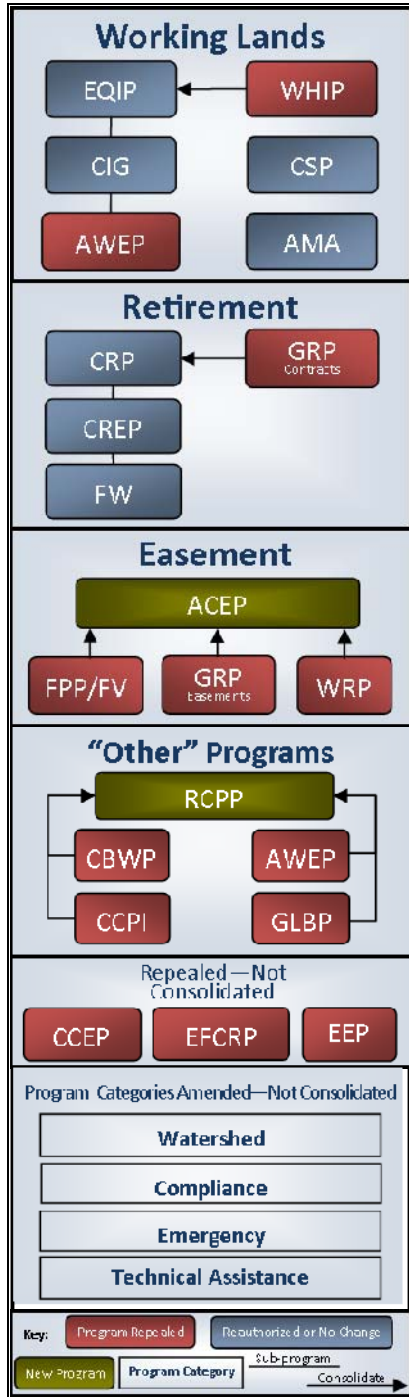 Working Lands
EQIP
WHIP
CIG
CSP
AWEP
AMA
Retirement
CRP
GRP
Contracts
CREP
FW
Easement
ACEP
FPP/FV
GRP
Easements
WRP
“Other” Programs
RCPP
CBWP
AWEP
CCPI
GLBP
Repealed—Not
Consolidated
CCEP
EFCRP
EEP
Program Categories Amended—Not Consolidated
Watershed
Compliance
Emergency
Technical Assistance
Key:
Program Repealed
Reauthorized or No Change
New Program
Program Category
Sub-program
Consolidate